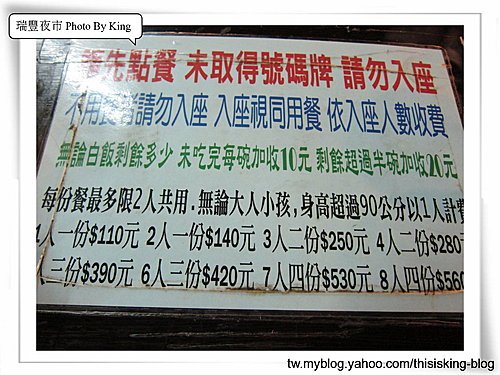 瑞豐夜市 Photo By King
請先點餐 未取得號碼牌 請勿入座
不用餐者請勿入座 入座視同用餐 依入座人數收費
無論白飯剩餘多少 未吃完每碗加收10元 剩餘超過半碗加收20元
每份餐最多限2人共用.無論大人小孩,身高超過90公分以1人計費
1人一份$110元 2人一份$140元 3人二份$250元 4人二份$280
人三份$390元 6人三份$420元 7人四份$530元 8人四份$560
tw.myblog.yahoo.com/thisisking-blog